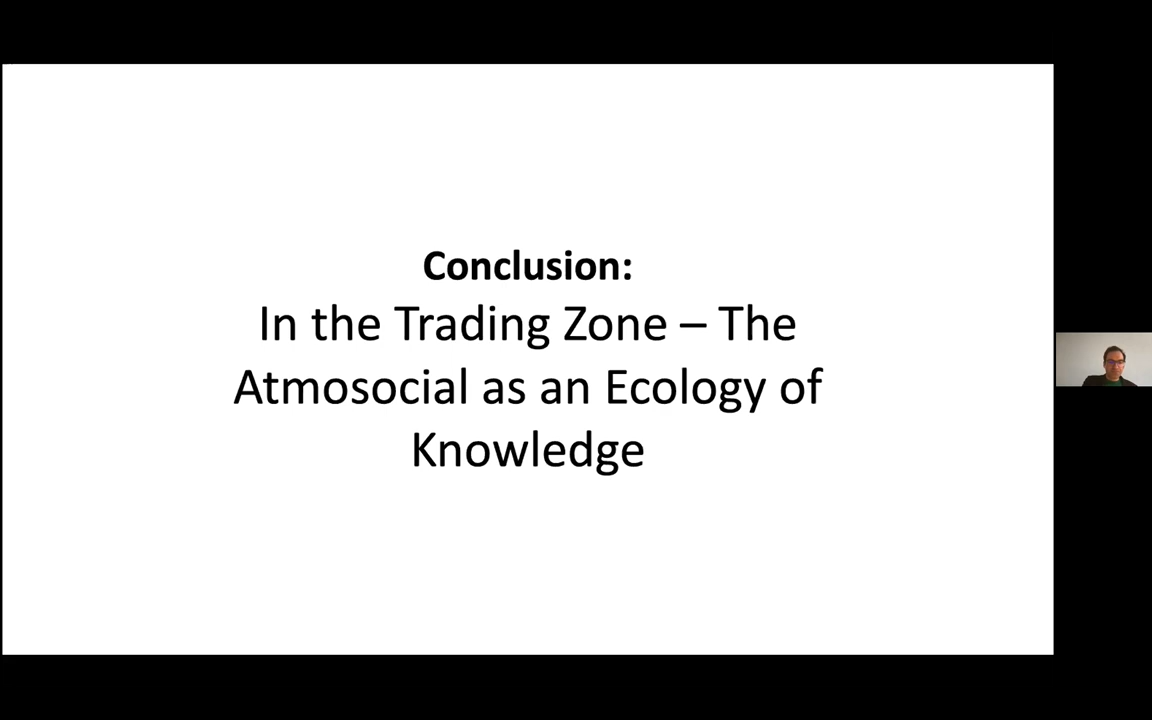 Conclusion:
In the Trading Zone – The
Atmosocial as an Ecology of
Knowledge